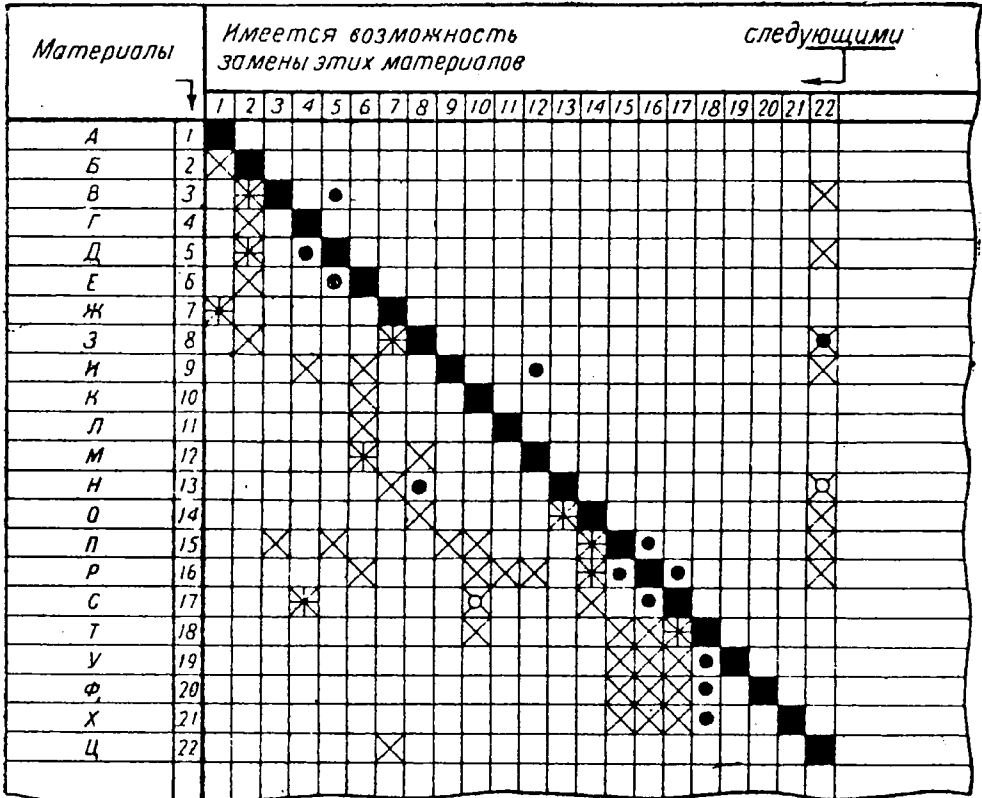 Материалы
Имеется возможность
замены этих материалов
следующими
1 2 3 4 5 6 7 8 9 10 11 12 13 14 15 16 17 18 19 20 21 22
А 1
Б 2
В 3
Г 4
Д 5
Е 6
Ж 7
З 8
И 9
К 10
Л 11
М 12
Н 13
О 14
П 15
Р 16
С 17
Т 18
У 19
Ф 20
Х 21
Ц 22